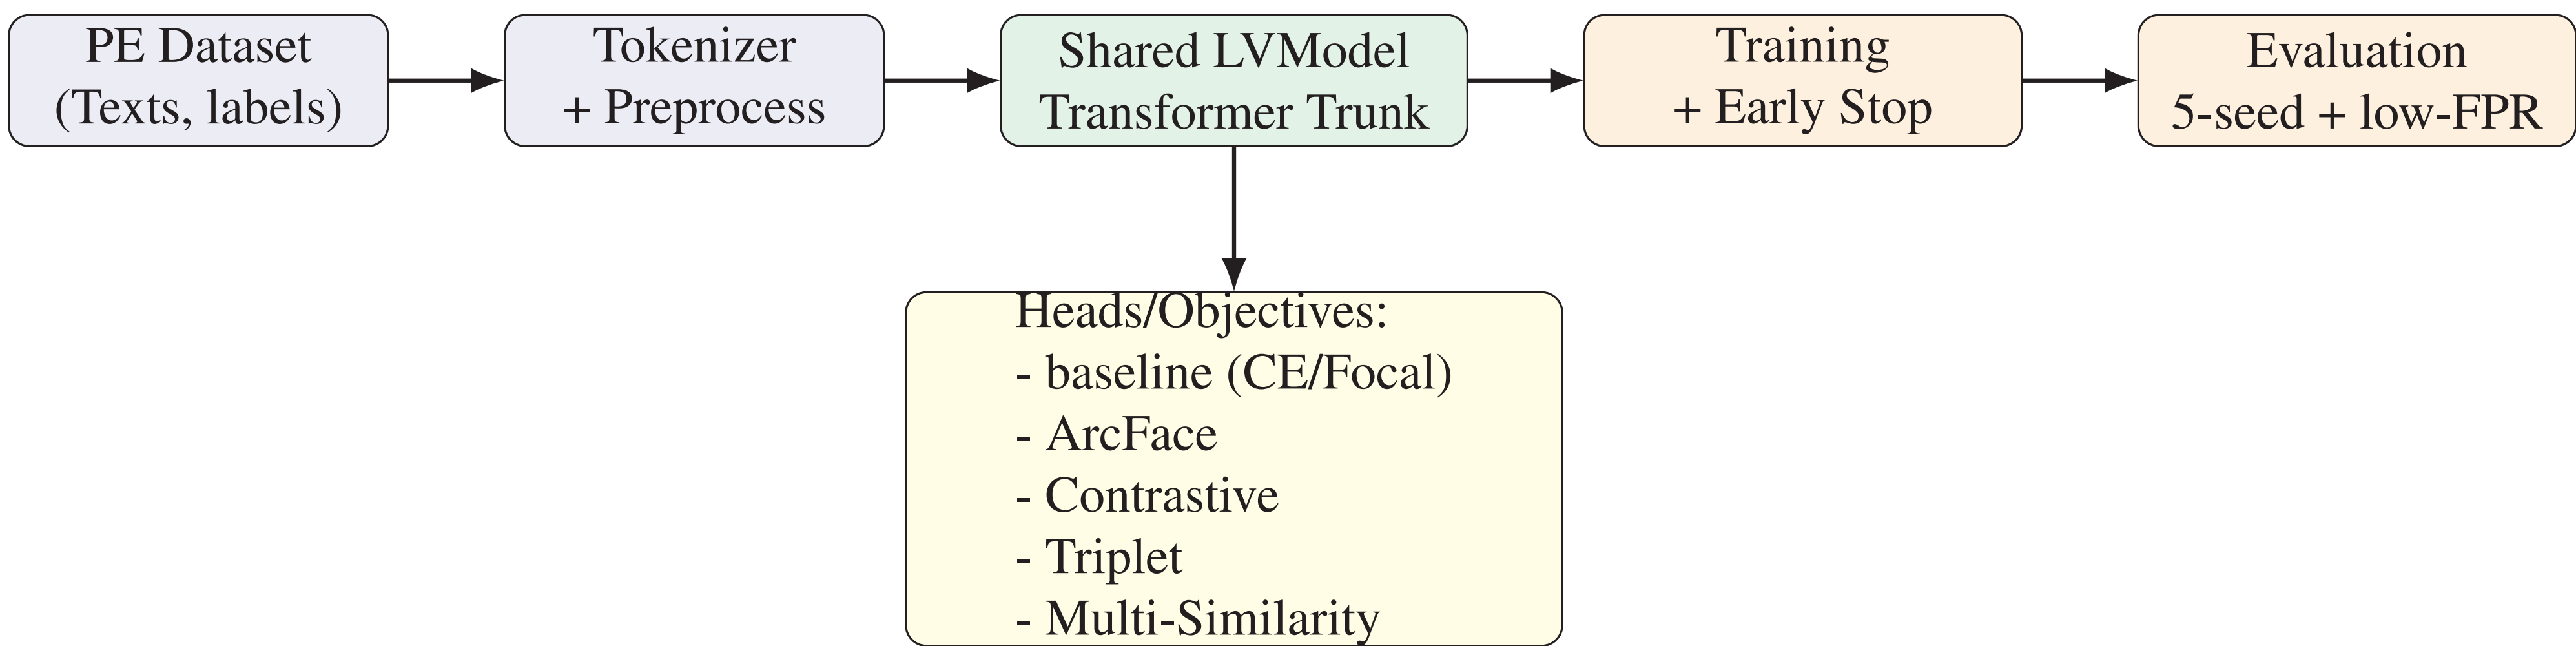 PE Dataset
(Texts, labels)
Tokenizer
+ Preprocess
Shared LVModel
Transformer Trunk
Training
+ Early Stop
Evaluation
5-seed + low-FPR
Heads/Objectives:
- baseline (CE/Focal)
- ArcFace
- Contrastive
- Triplet
- Multi-Similarity